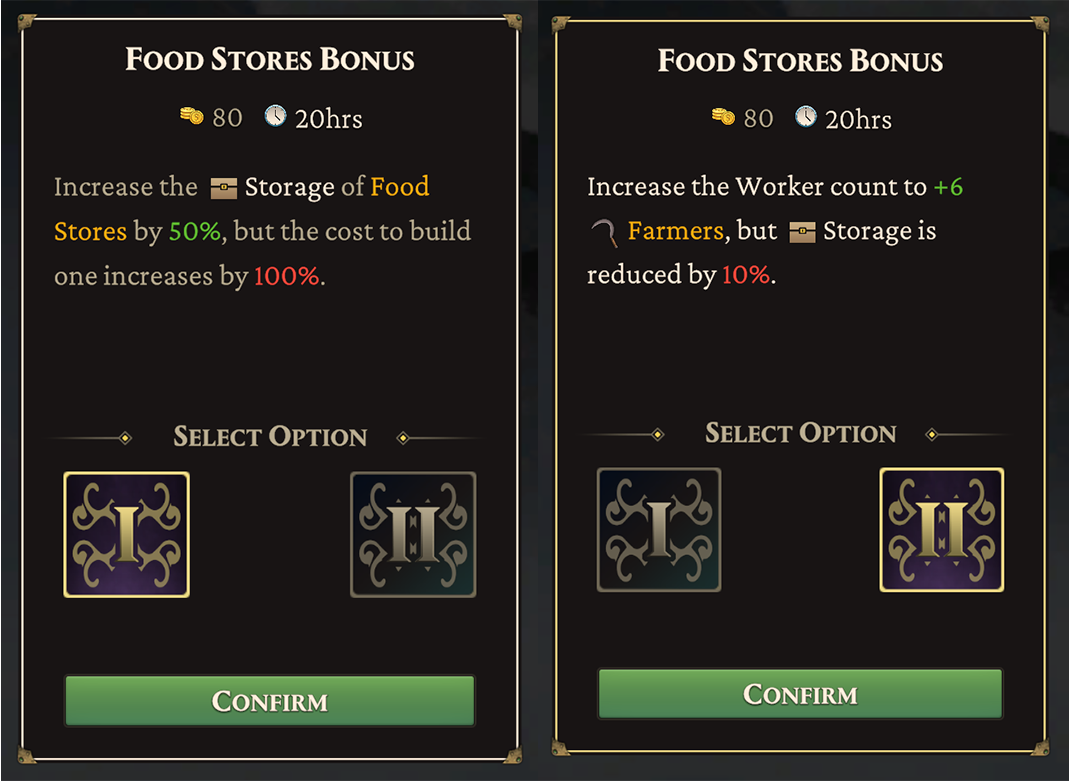 FOOD STORES BONUS
80 20hrs
Increase the Storage of Food
Stores by 50%, but the cost to build
one increases by 100%.
SELECT OPTION
I II
CONFIRM
FOOD STORES BONUS
80 20hrs
Increase the Worker count to +6
Farmers, but Storage is
reduced by 10%.
SELECT OPTION
I II
CONFIRM